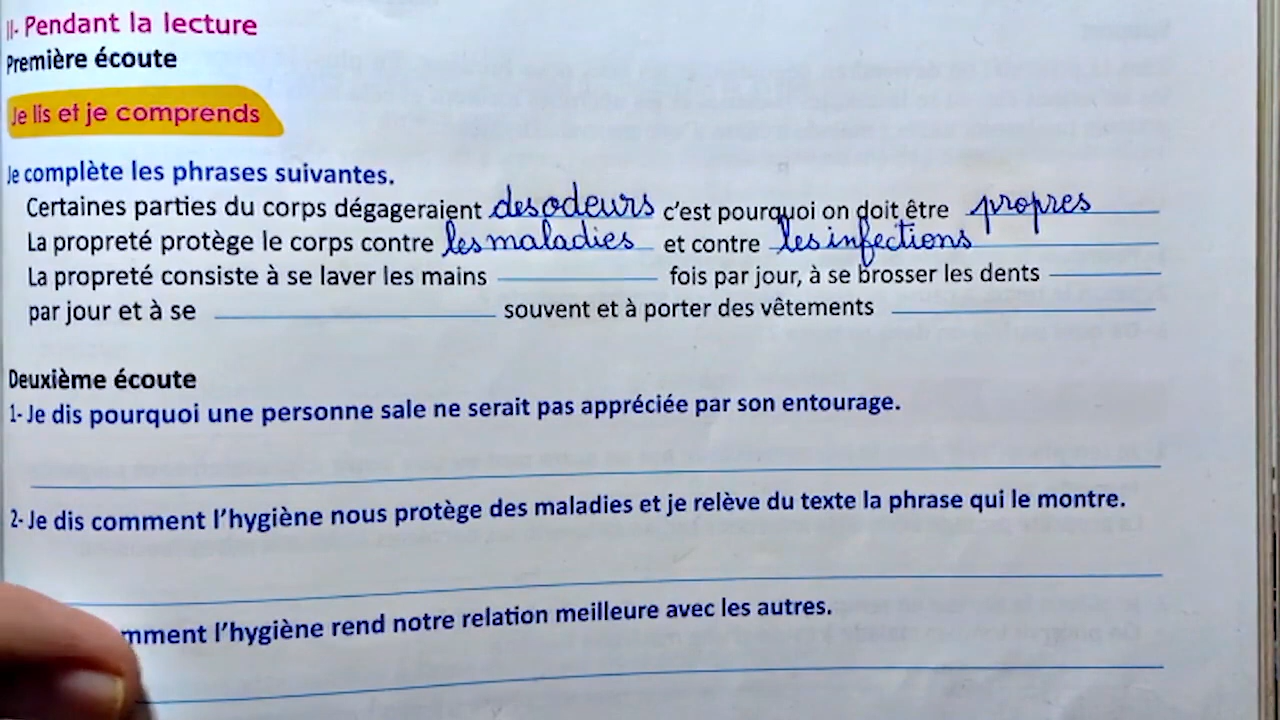 II- Pendant la lecture
Première écoute
Je lis et je comprends
Je complète les phrases suivantes.
Certaines parties du corps dégageraient des odeurs c'est pourquoi on doit être propres
La propreté protège le corps contre les maladies et contre les infections
La propreté consiste à se laver les mains fois par jour, à se brosser les dents
par jour et à se souvent et à porter des vêtements
Deuxième écoute
1- Je dis pourquoi une personne sale ne serait pas appréciée par son entourage.
2- Je dis comment l'hygiène nous protège des maladies et je relève du texte la phrase qui le montre.
mment l'hygiène rend notre relation meilleure avec les autres.